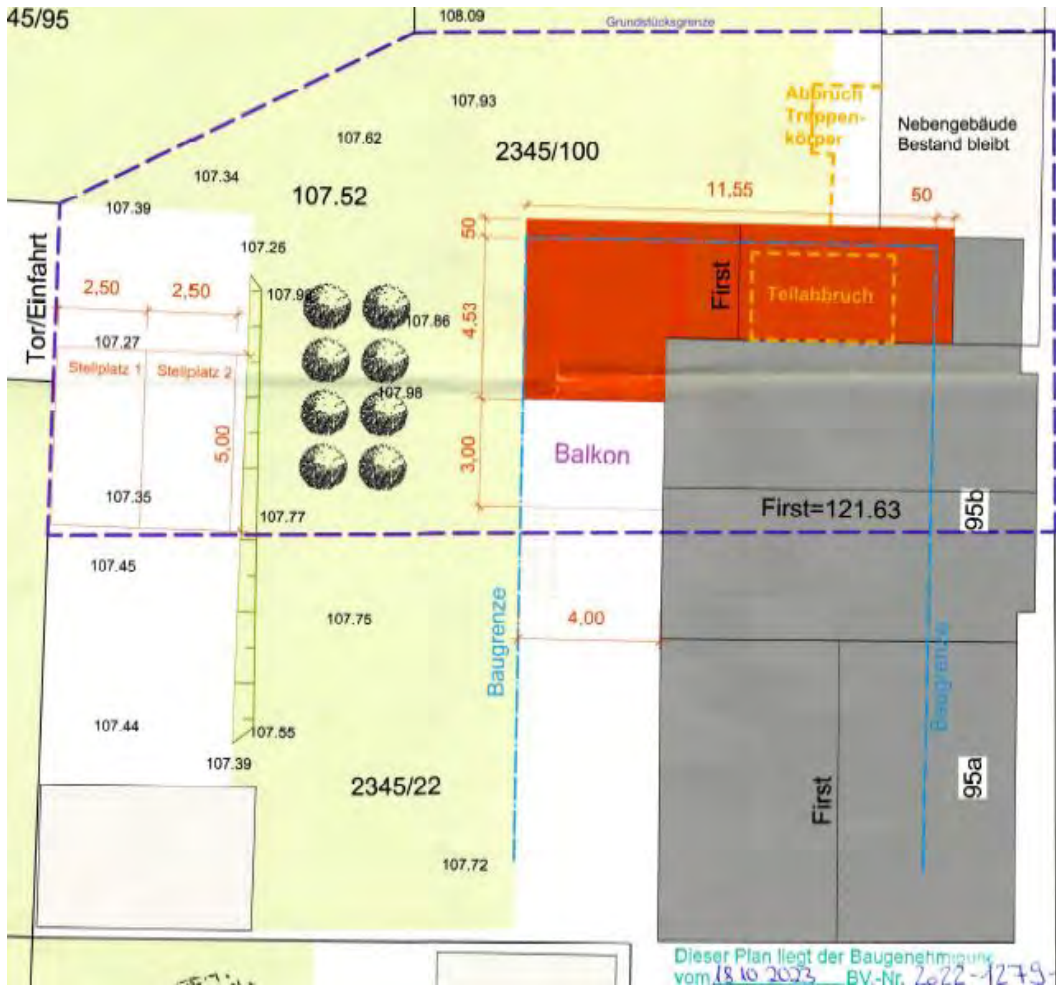 45/95
108.09
Grundstücksgrenze
107.93
Abbruch
Treppen-
körper
Nebengebäude
Bestand bleibt
107.62
2345/100
107.34
107.52
11,55
50
107.39
50
Tor/Einfahrt
107.25
2,50
2,50
First
Teilabbruch
107.86
4.53
107.27
Stellplatz 1
Stellplatz 2
107.98
5,00
3,00
Balkon
107.35
107.77
First=121.63
95b
107.45
107.75
4,00
Baugrenze
Baugrenze
107.44
107.55
107.39
2345/22
First
95a
107.72
Dieser Plan liegt der Baugenehmigung
vom 18 10 2023 BV.-Nr. 2022-1279-